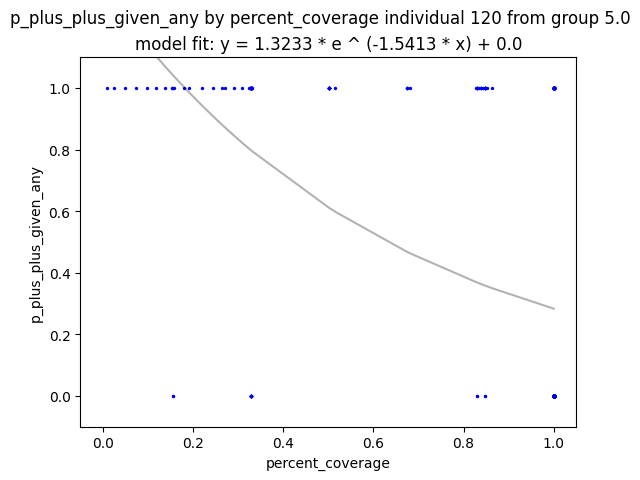 p_plus_plus_given_any by percent_coverage individual 120 from group 5.0
model fit: y = 1.3233 * e ^ (-1.5413 * x) + 0.0
1.0
0.8
0.6
0.4
0.2
0.0
p_plus_plus_given_any
0.0 0.2 0.4 0.6 0.8 1.0
percent_coverage